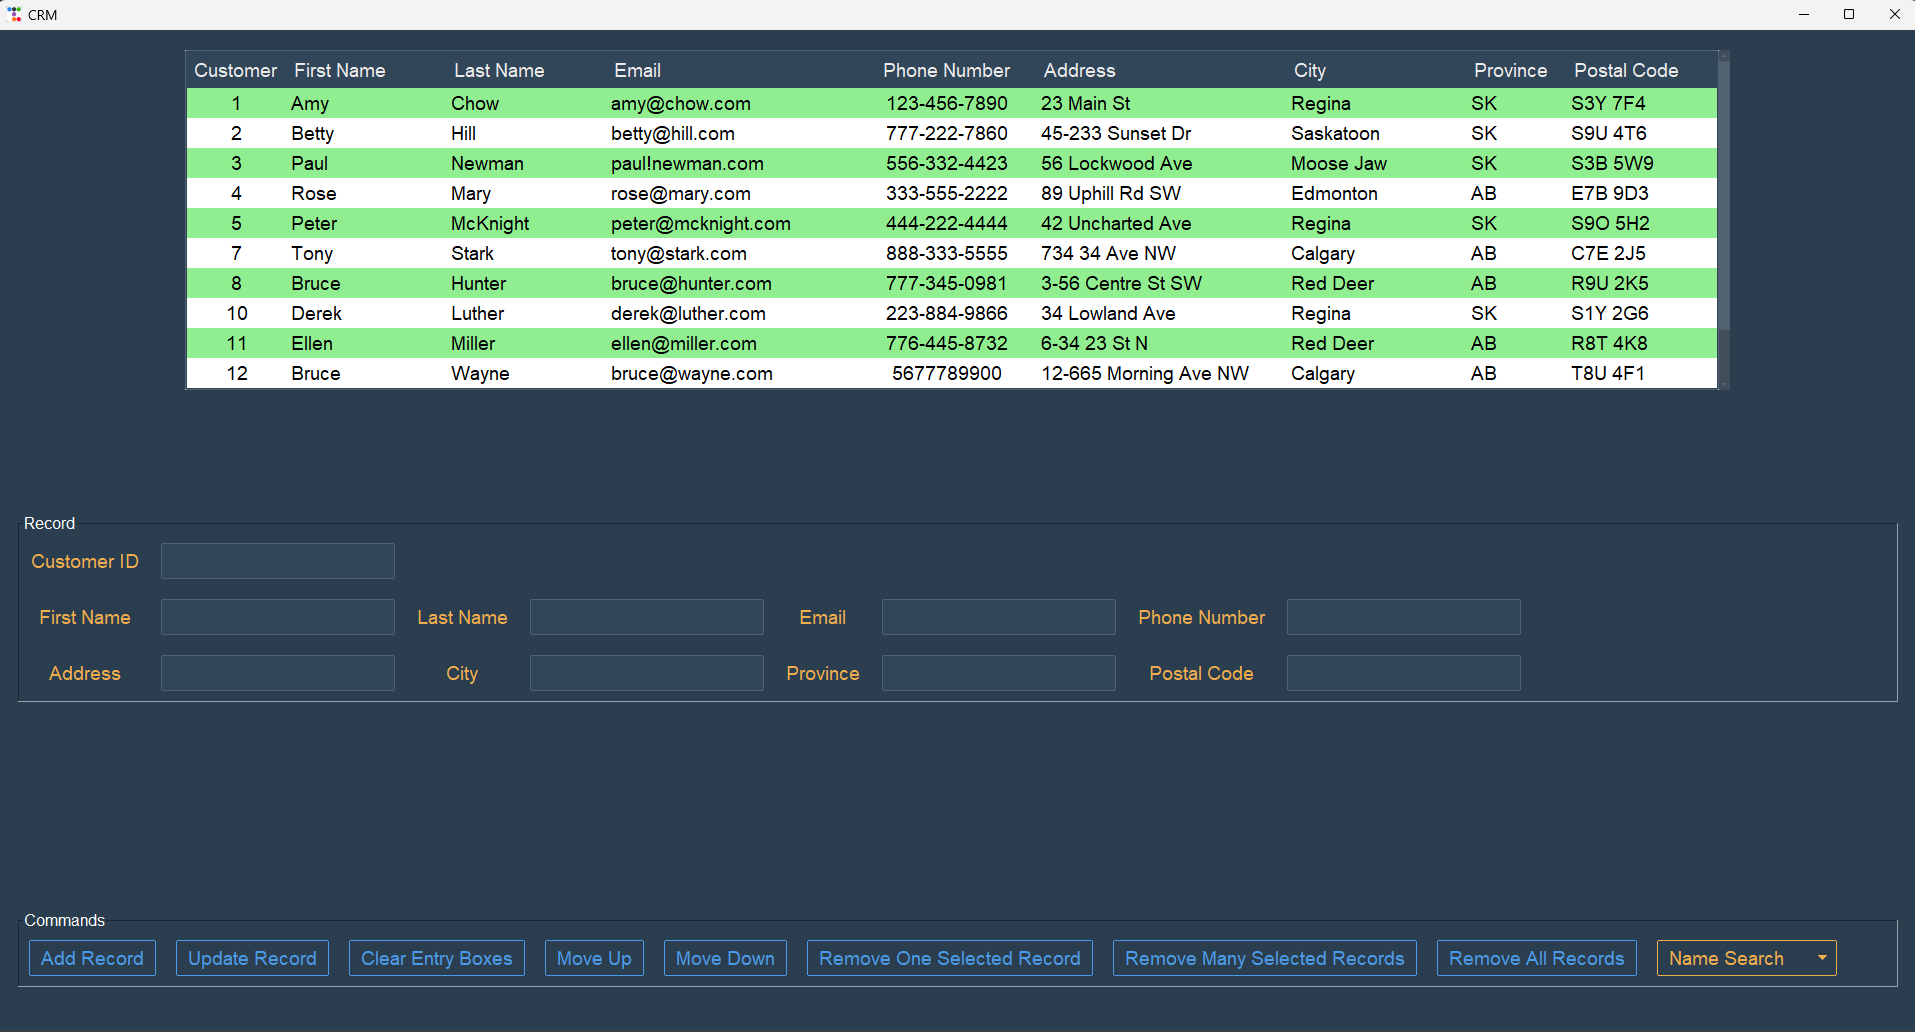 CRM
Customer First Name Last Name Email Phone Number Address City Province Postal Code
1 Amy Chow amy@chow.com 123-456-7890 23 Main St Regina SK S3Y 7F4
2 Betty Hill betty@hill.com 777-222-7860 45-233 Sunset Dr Saskatoon SK S9U 4T6
3 Paul Newman paul!newman.com 556-332-4423 56 Lockwood Ave Moose Jaw SK S3B 5W9
4 Rose Mary rose@mary.com 333-555-2222 89 Uphill Rd SW Edmonton AB E7B 9D3
5 Peter McKnight peter@mcknight.com 444-222-4444 42 Uncharted Ave Regina SK S9O 5H2
7 Tony Stark tony@stark.com 888-333-5555 734 34 Ave NW Calgary AB C7E 2J5
8 Bruce Hunter bruce@hunter.com 777-345-0981 3-56 Centre St SW Red Deer AB R9U 2K5
10 Derek Luther derek@luther.com 223-884-9866 34 Lowland Ave Regina SK S1Y 2G6
11 Ellen Miller ellen@miller.com 776-445-8732 6-34 23 St N Red Deer AB R8T 4K8
12 Bruce Wayne bruce@wayne.com 5677789900 12-665 Morning Ave NW Calgary AB T8U 4F1
Record
Customer ID
First Name Last Name Email Phone Number
Address City Province Postal Code
Commands
Add Record Update Record Clear Entry Boxes Move Up Move Down Remove One Selected Record Remove Many Selected Records Remove All Records Name Search